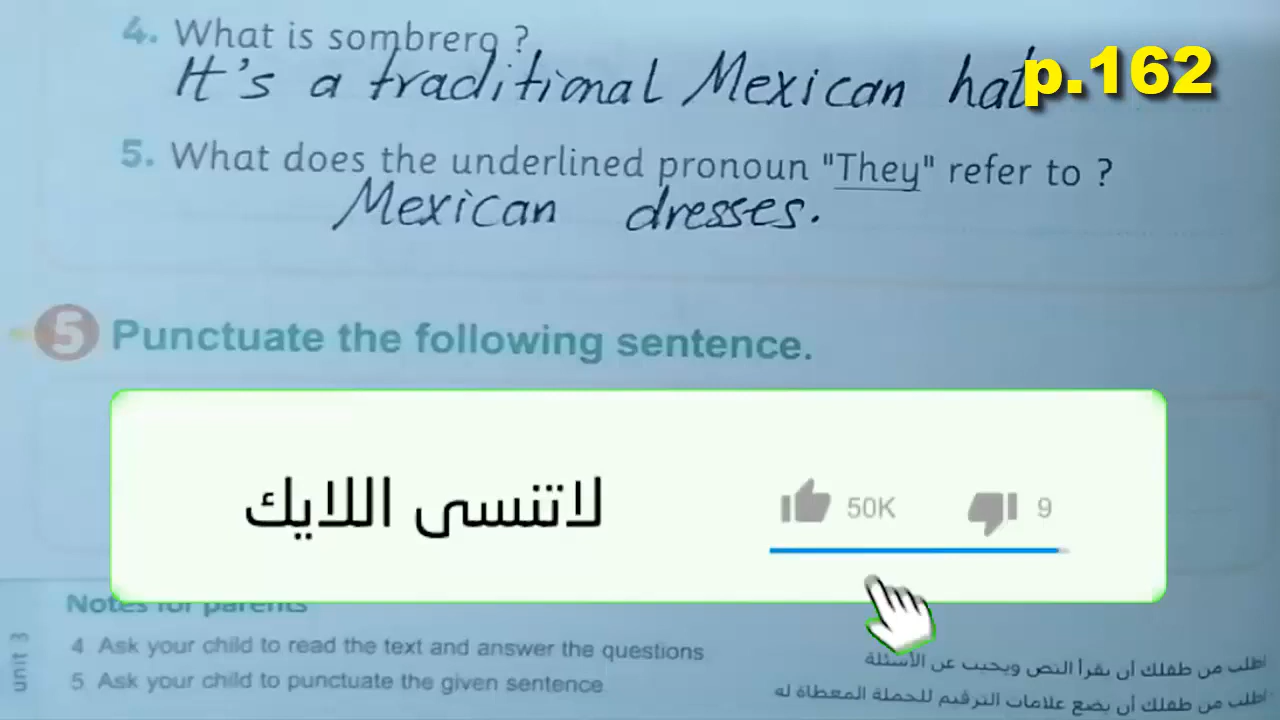 4. What is sombrero ?
It's a traditional Mexican hat
p.162
5. What does the underlined pronoun "They" refer to ?
Mexican dresses.
5 Punctuate the following sentence.
لاتنسى اللايك
50K
9
Notes for parents
4 Ask your child to read the text and answer the questions
اطلب من طفلك أن يقرأ النص ويجيب عن الأسئلة
5 Ask your child to punctuate the given sentence
اطلب من طفلك أن يضع علامات الترقيم للجملة المعطاة له
unit 3